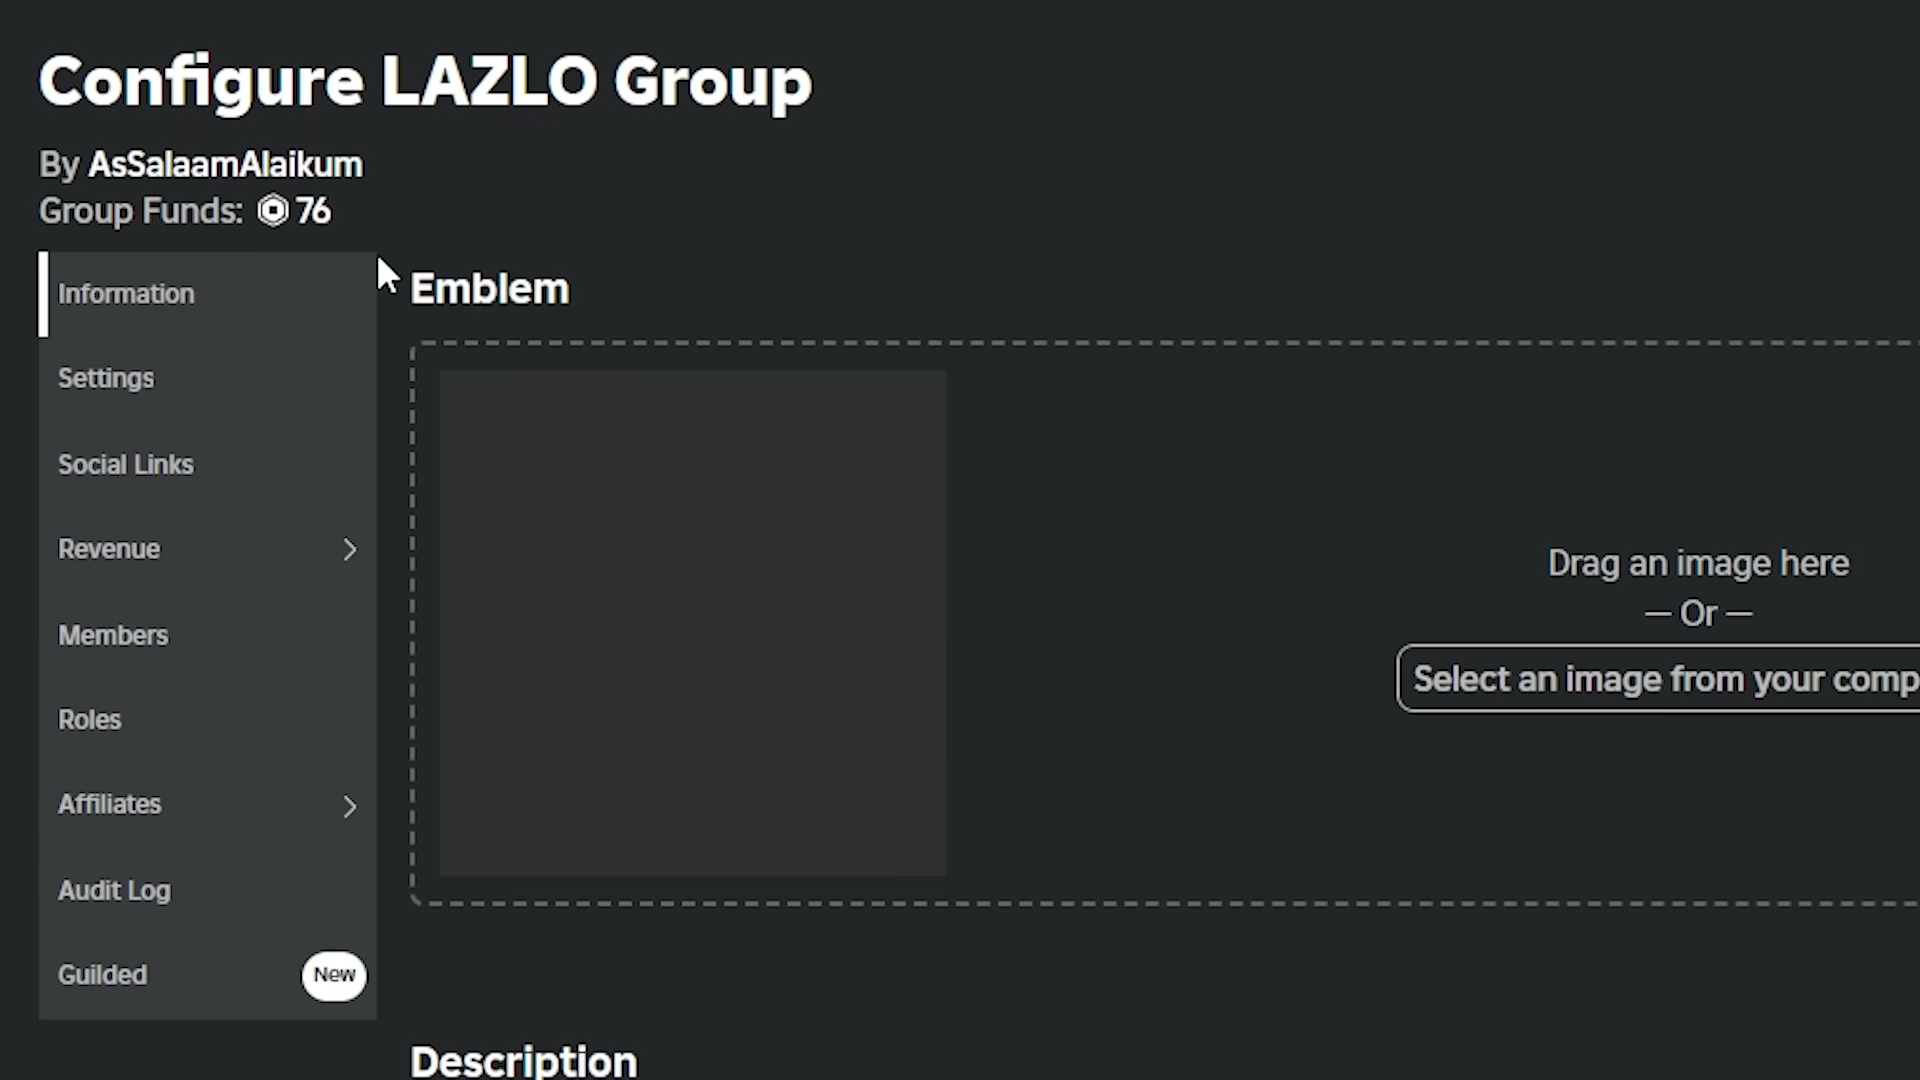 Configure LAZLO Group
By AsSalaamAlaikum
Group Funds: 76
Information
Settings
Social Links
Revenue
Members
Roles
Affiliates
Audit Log
Guilded New
Emblem
Drag an image here
— Or —
Select an image from your comp
Description